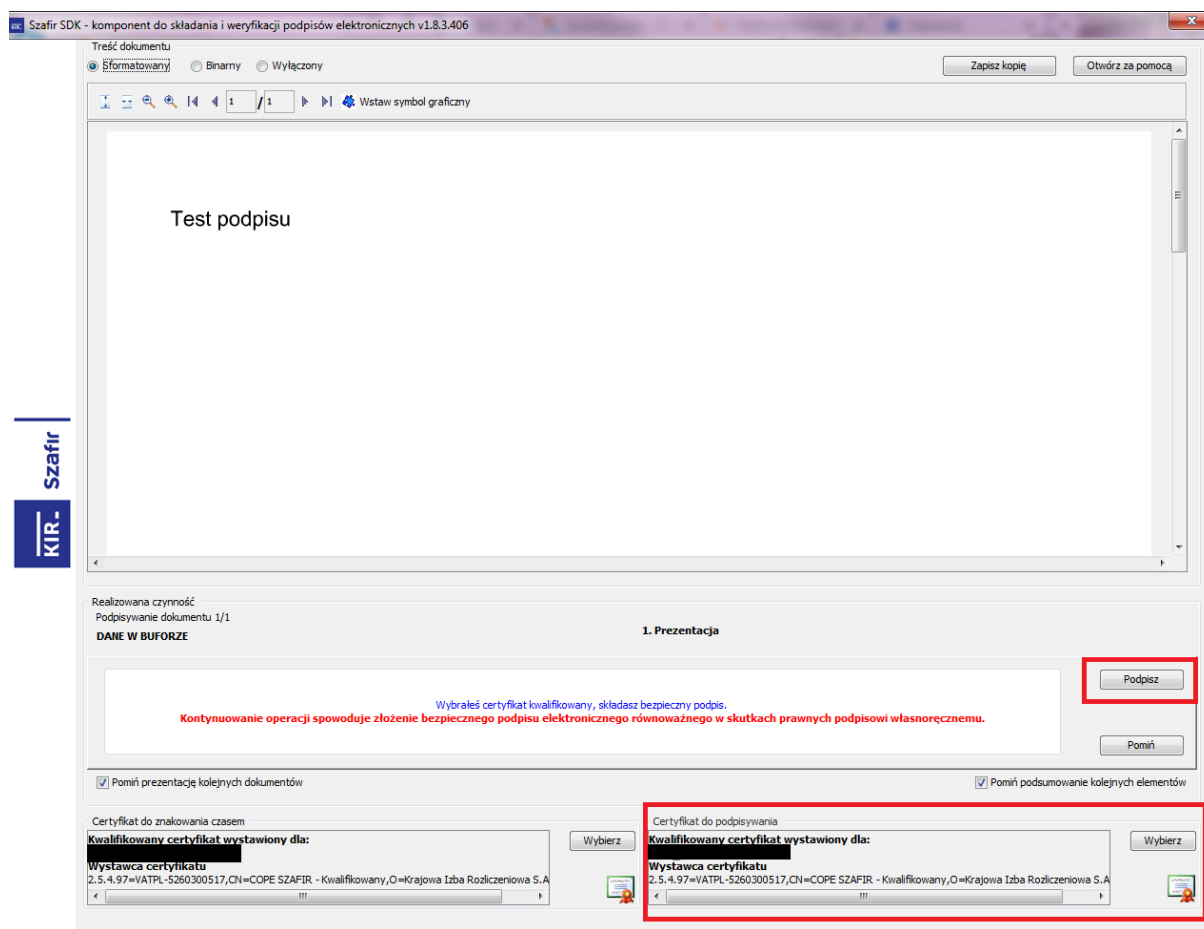 Szafir SDK - komponent do składania i weryfikacji podpisów elektronicznych v1.8.3.406
Treść dokumentu
Sformatowany Binarny Wyłączony Zapisz kopię Otwórz za pomocą
1 / 1 Wstaw symbol graficzny
Test podpisu
KIR. Szafir
Realizowana czynność
Podpisywanie dokumentu 1/1
DANE W BUFORZE
1. Prezentacja
Wybrałeś certyfikat kwalifikowany, składasz bezpieczny podpis.
Kontynuowanie operacji spowoduje złożenie bezpiecznego podpisu elektronicznego równoważnego w skutkach prawnych podpisowi własnoręcznemu.
Podpisz
Pomiń
Pomiń prezentację kolejnych dokumentów Pomiń podsumowanie kolejnych elementów
Certyfikat do znakowania czasem
Kwalifikowany certyfikat wystawiony dla:
Wybierz
Wystawca certyfikatu
2.5.4.97=VATPL-5260300517,CN=COPE SZAFIR - Kwalifikowany,O=Krajowa Izba Rozliczeniowa S.A
Certyfikat do podpisywania
Kwalifikowany certyfikat wystawiony dla:
Wybierz
Wystawca certyfikatu
2.5.4.97=VATPL-5260300517,CN=COPE SZAFIR - Kwalifikowany,O=Krajowa Izba Rozliczeniowa S.A